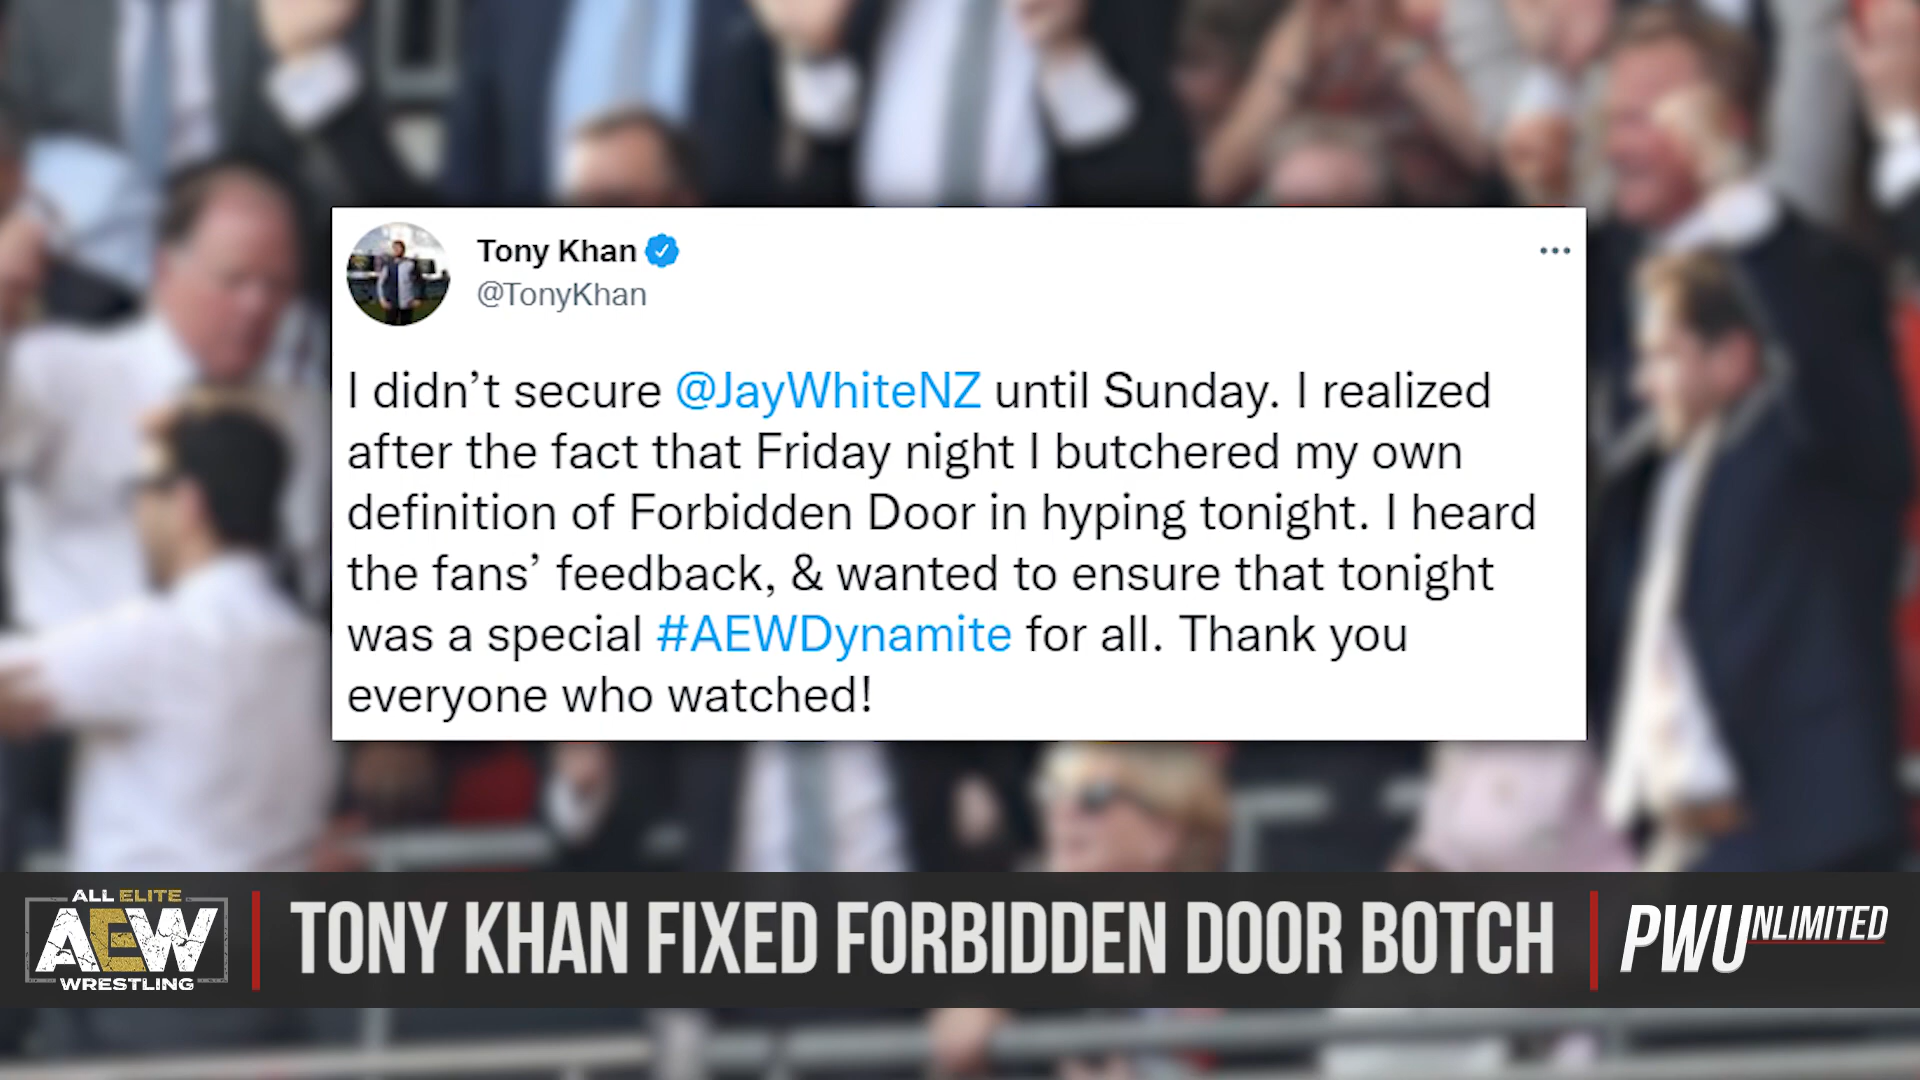 Tony Khan
@TonyKhan
I didn’t secure @JayWhiteNZ until Sunday. I realized
after the fact that Friday night I butchered my own
definition of Forbidden Door in hyping tonight. I heard
the fans’ feedback, & wanted to ensure that tonight
was a special #AEWDynamite for all. Thank you
everyone who watched!
ALL ELITE
AEW
WRESTLING
TONY KHAN FIXED FORBIDDEN DOOR BOTCH
PWUNLIMITED